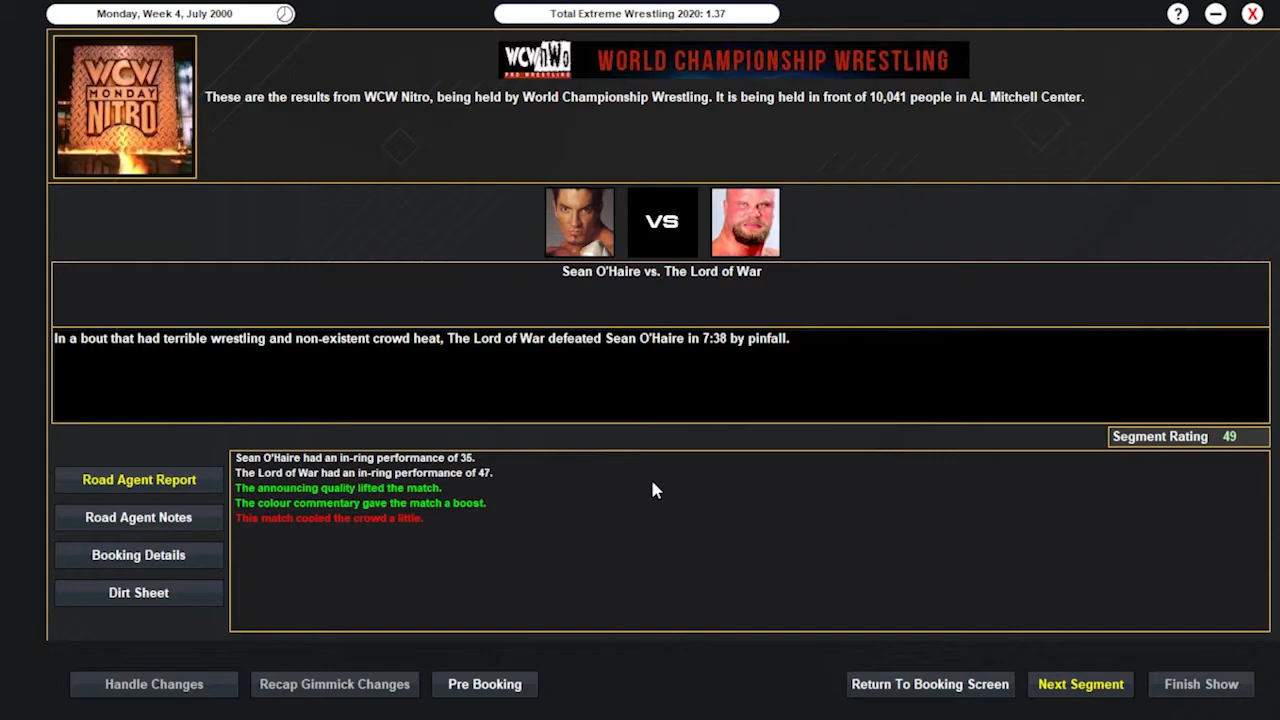 Monday, Week 4, July 2000
Total Extreme Wrestling 2020: 1.37
?
X
WCW
MONDAY
NITRO
WCW nWo
PRO WRESTLING
WORLD CHAMPIONSHIP WRESTLING
These are the results from WCW Nitro, being held by World Championship Wrestling. It is being held in front of 10,041 people in AL Mitchell Center.
VS
Sean O'Haire vs. The Lord of War
In a bout that had terrible wrestling and non-existent crowd heat, The Lord of War defeated Sean O'Haire in 7:38 by pinfall.
Segment Rating 49
Road Agent Report
Road Agent Notes
Booking Details
Dirt Sheet
Sean O'Haire had an in-ring performance of 35.
The Lord of War had an in-ring performance of 47.
The announcing quality lifted the match.
The colour commentary gave the match a boost.
This match cooled the crowd a little.
Handle Changes
Recap Gimmick Changes
Pre Booking
Return To Booking Screen
Next Segment
Finish Show